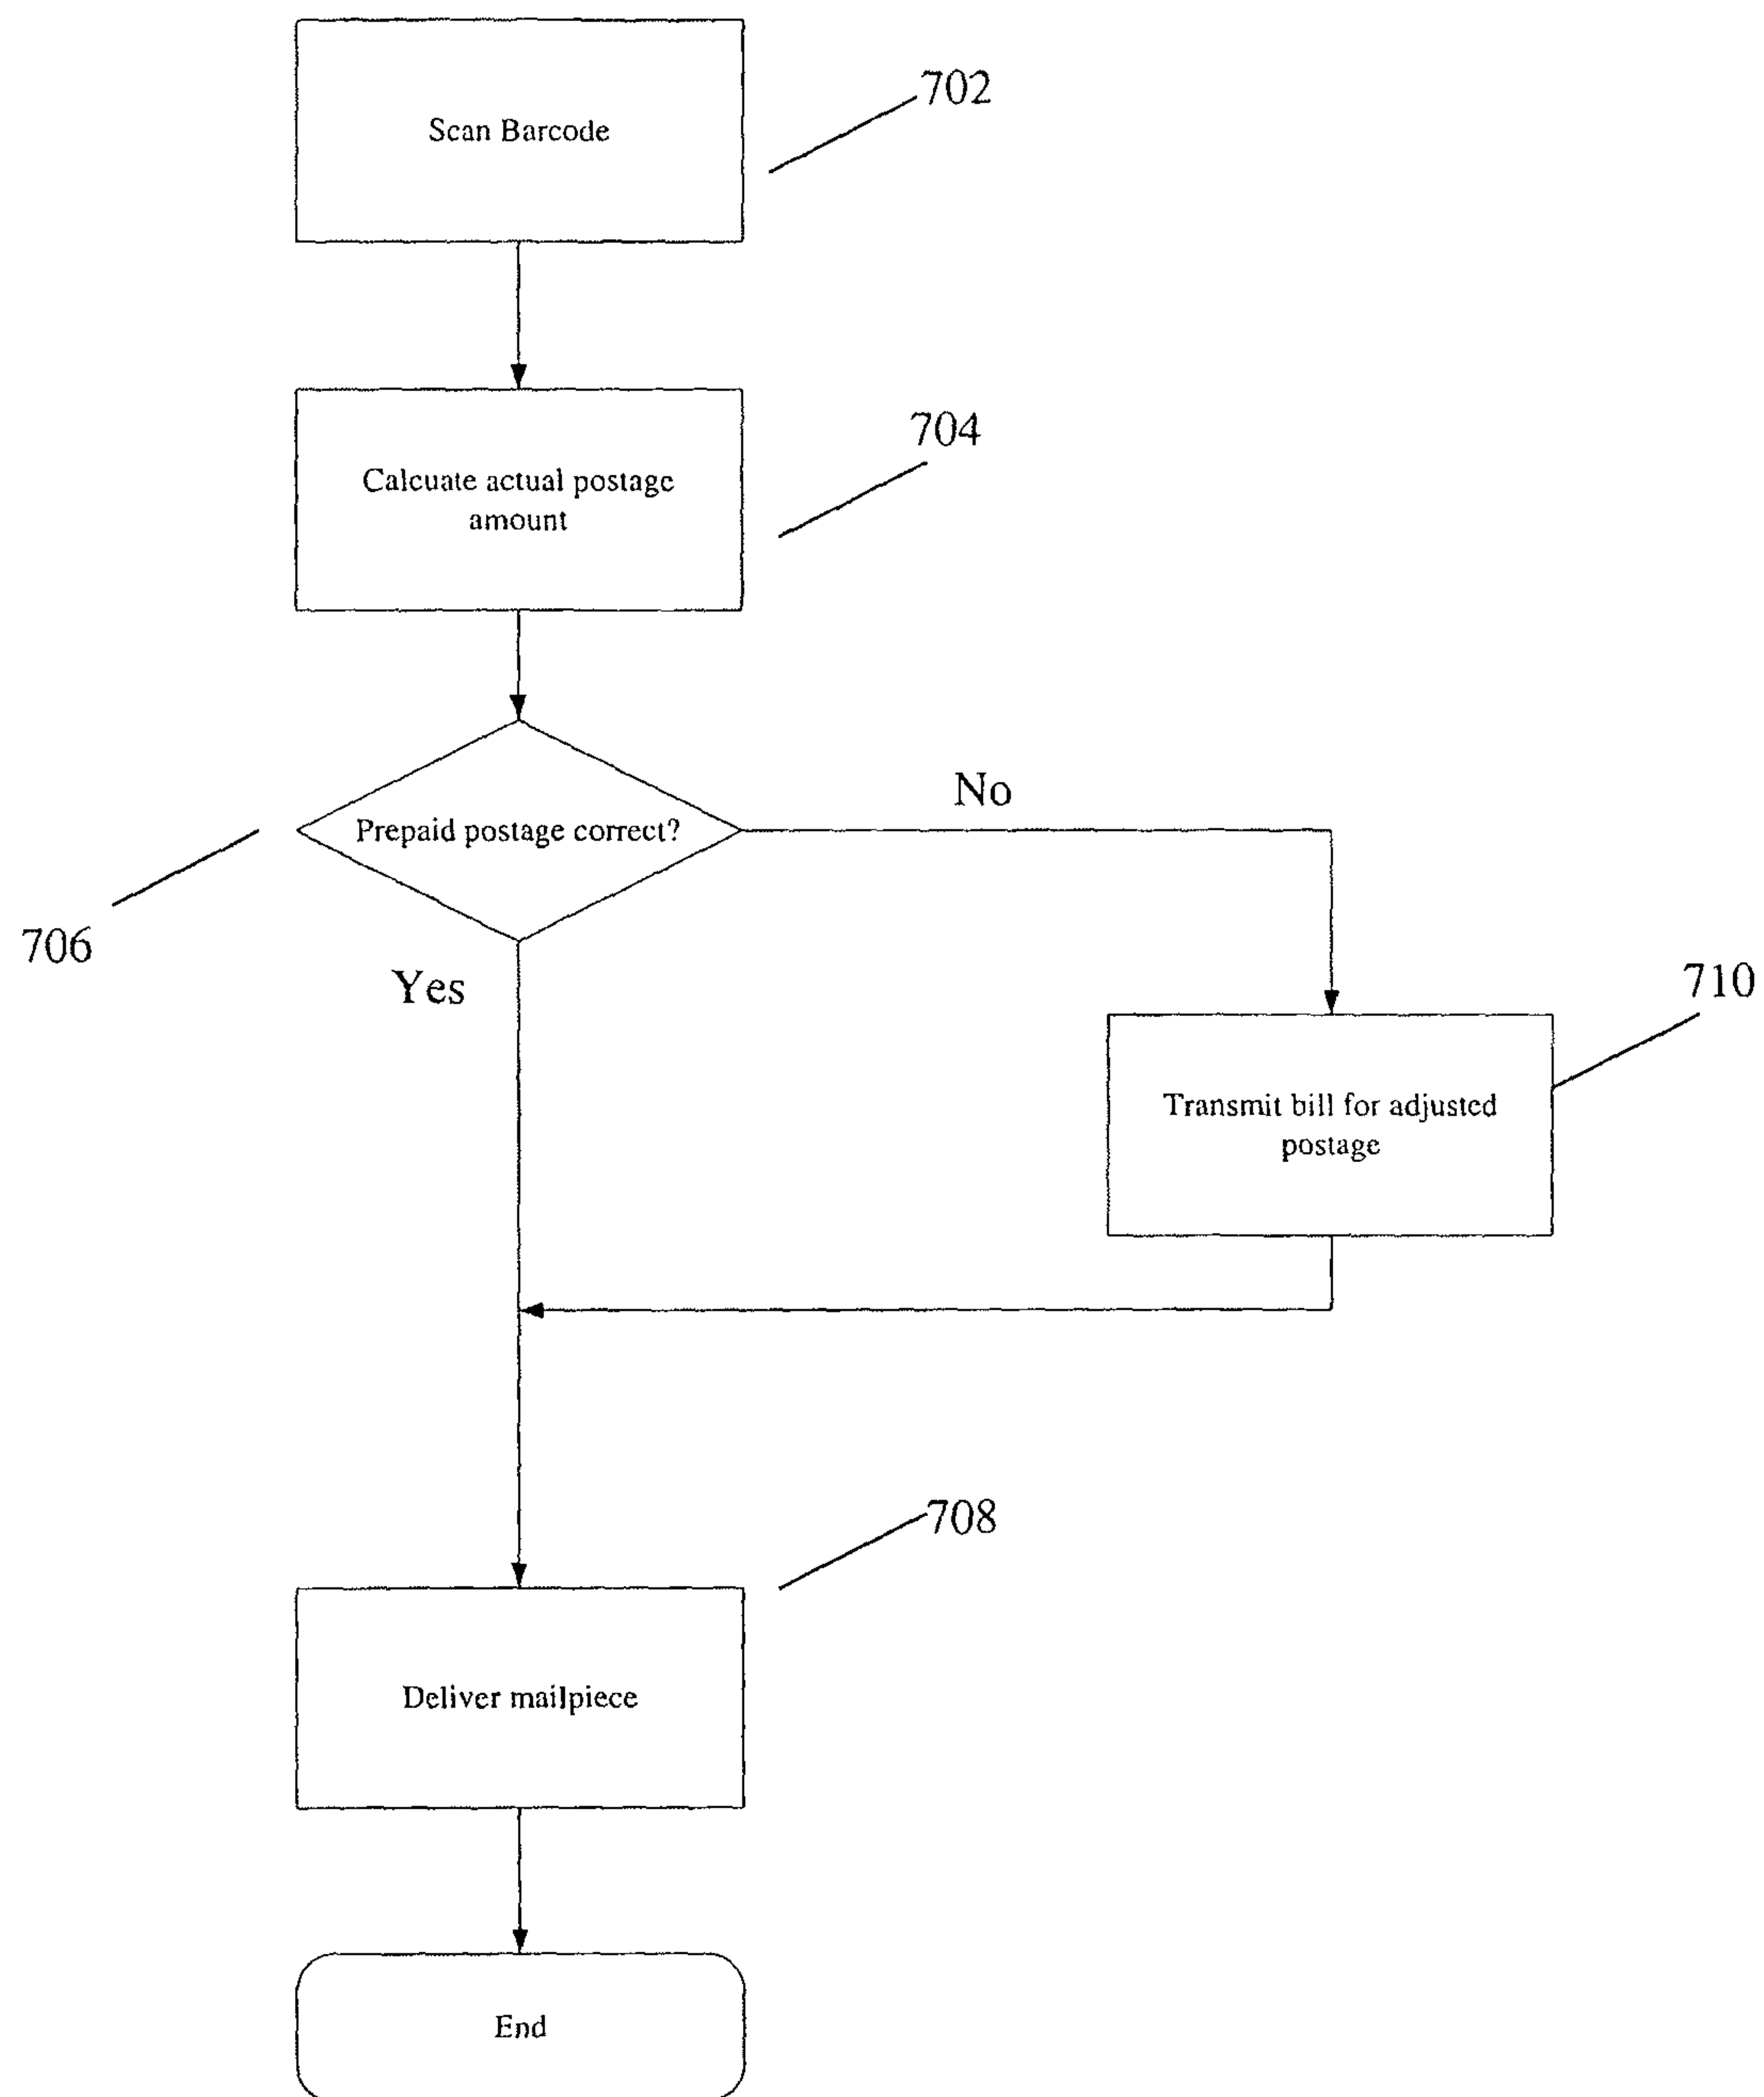 Scan Barcode
702
Calcuate actual postage
amount
704
Prepaid postage correct?
No
706
Yes
710
Transmit bill for adjusted
postage
708
Deliver mailpiece
End